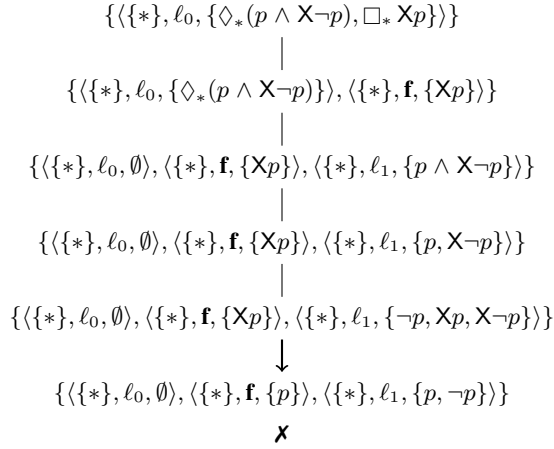 {⟨{∗}, ℓ₀, {◇∗(p ∧ X¬p), □∗ Xp}⟩}
{⟨{∗}, ℓ₀, {◇∗(p ∧ X¬p)}⟩, ⟨{∗}, f, {Xp}⟩}
{⟨{∗}, ℓ₀, ∅⟩, ⟨{∗}, f, {Xp}⟩, ⟨{∗}, ℓ₁, {p ∧ X¬p}⟩}
{⟨{∗}, ℓ₀, ∅⟩, ⟨{∗}, f, {Xp}⟩, ⟨{∗}, ℓ₁, {p, X¬p}⟩}
{⟨{∗}, ℓ₀, ∅⟩, ⟨{∗}, f, {Xp}⟩, ⟨{∗}, ℓ₁, {¬p, Xp, X¬p}⟩}
{⟨{∗}, ℓ₀, ∅⟩, ⟨{∗}, f, {p}⟩, ⟨{∗}, ℓ₁, {p, ¬p}⟩}
✗